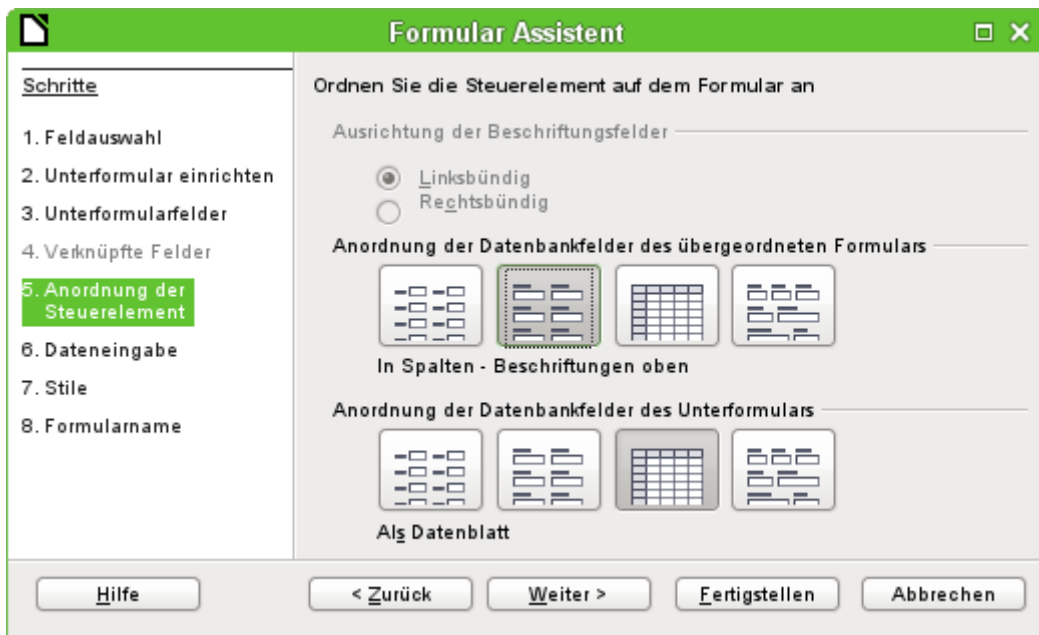 Formular Assistent
Schritte
1. Feldauswahl
2. Unterformular einrichten
3. Unterformularfelder
4. Verknüpfte Felder
5. Anordnung der
Steuerelement
6. Dateneingabe
7. Stile
8. Formularname
Ordnen Sie die Steuerelement auf dem Formular an
Ausrichtung der Beschriftungsfelder
Linksbündig
Rechtsbündig
Anordnung der Datenbankfelder des übergeordneten Formulars
In Spalten - Beschriftungen oben
Anordnung der Datenbankfelder des Unterformulars
Als Datenblatt
Hilfe
< Zurück
Weiter >
Fertigstellen
Abbrechen